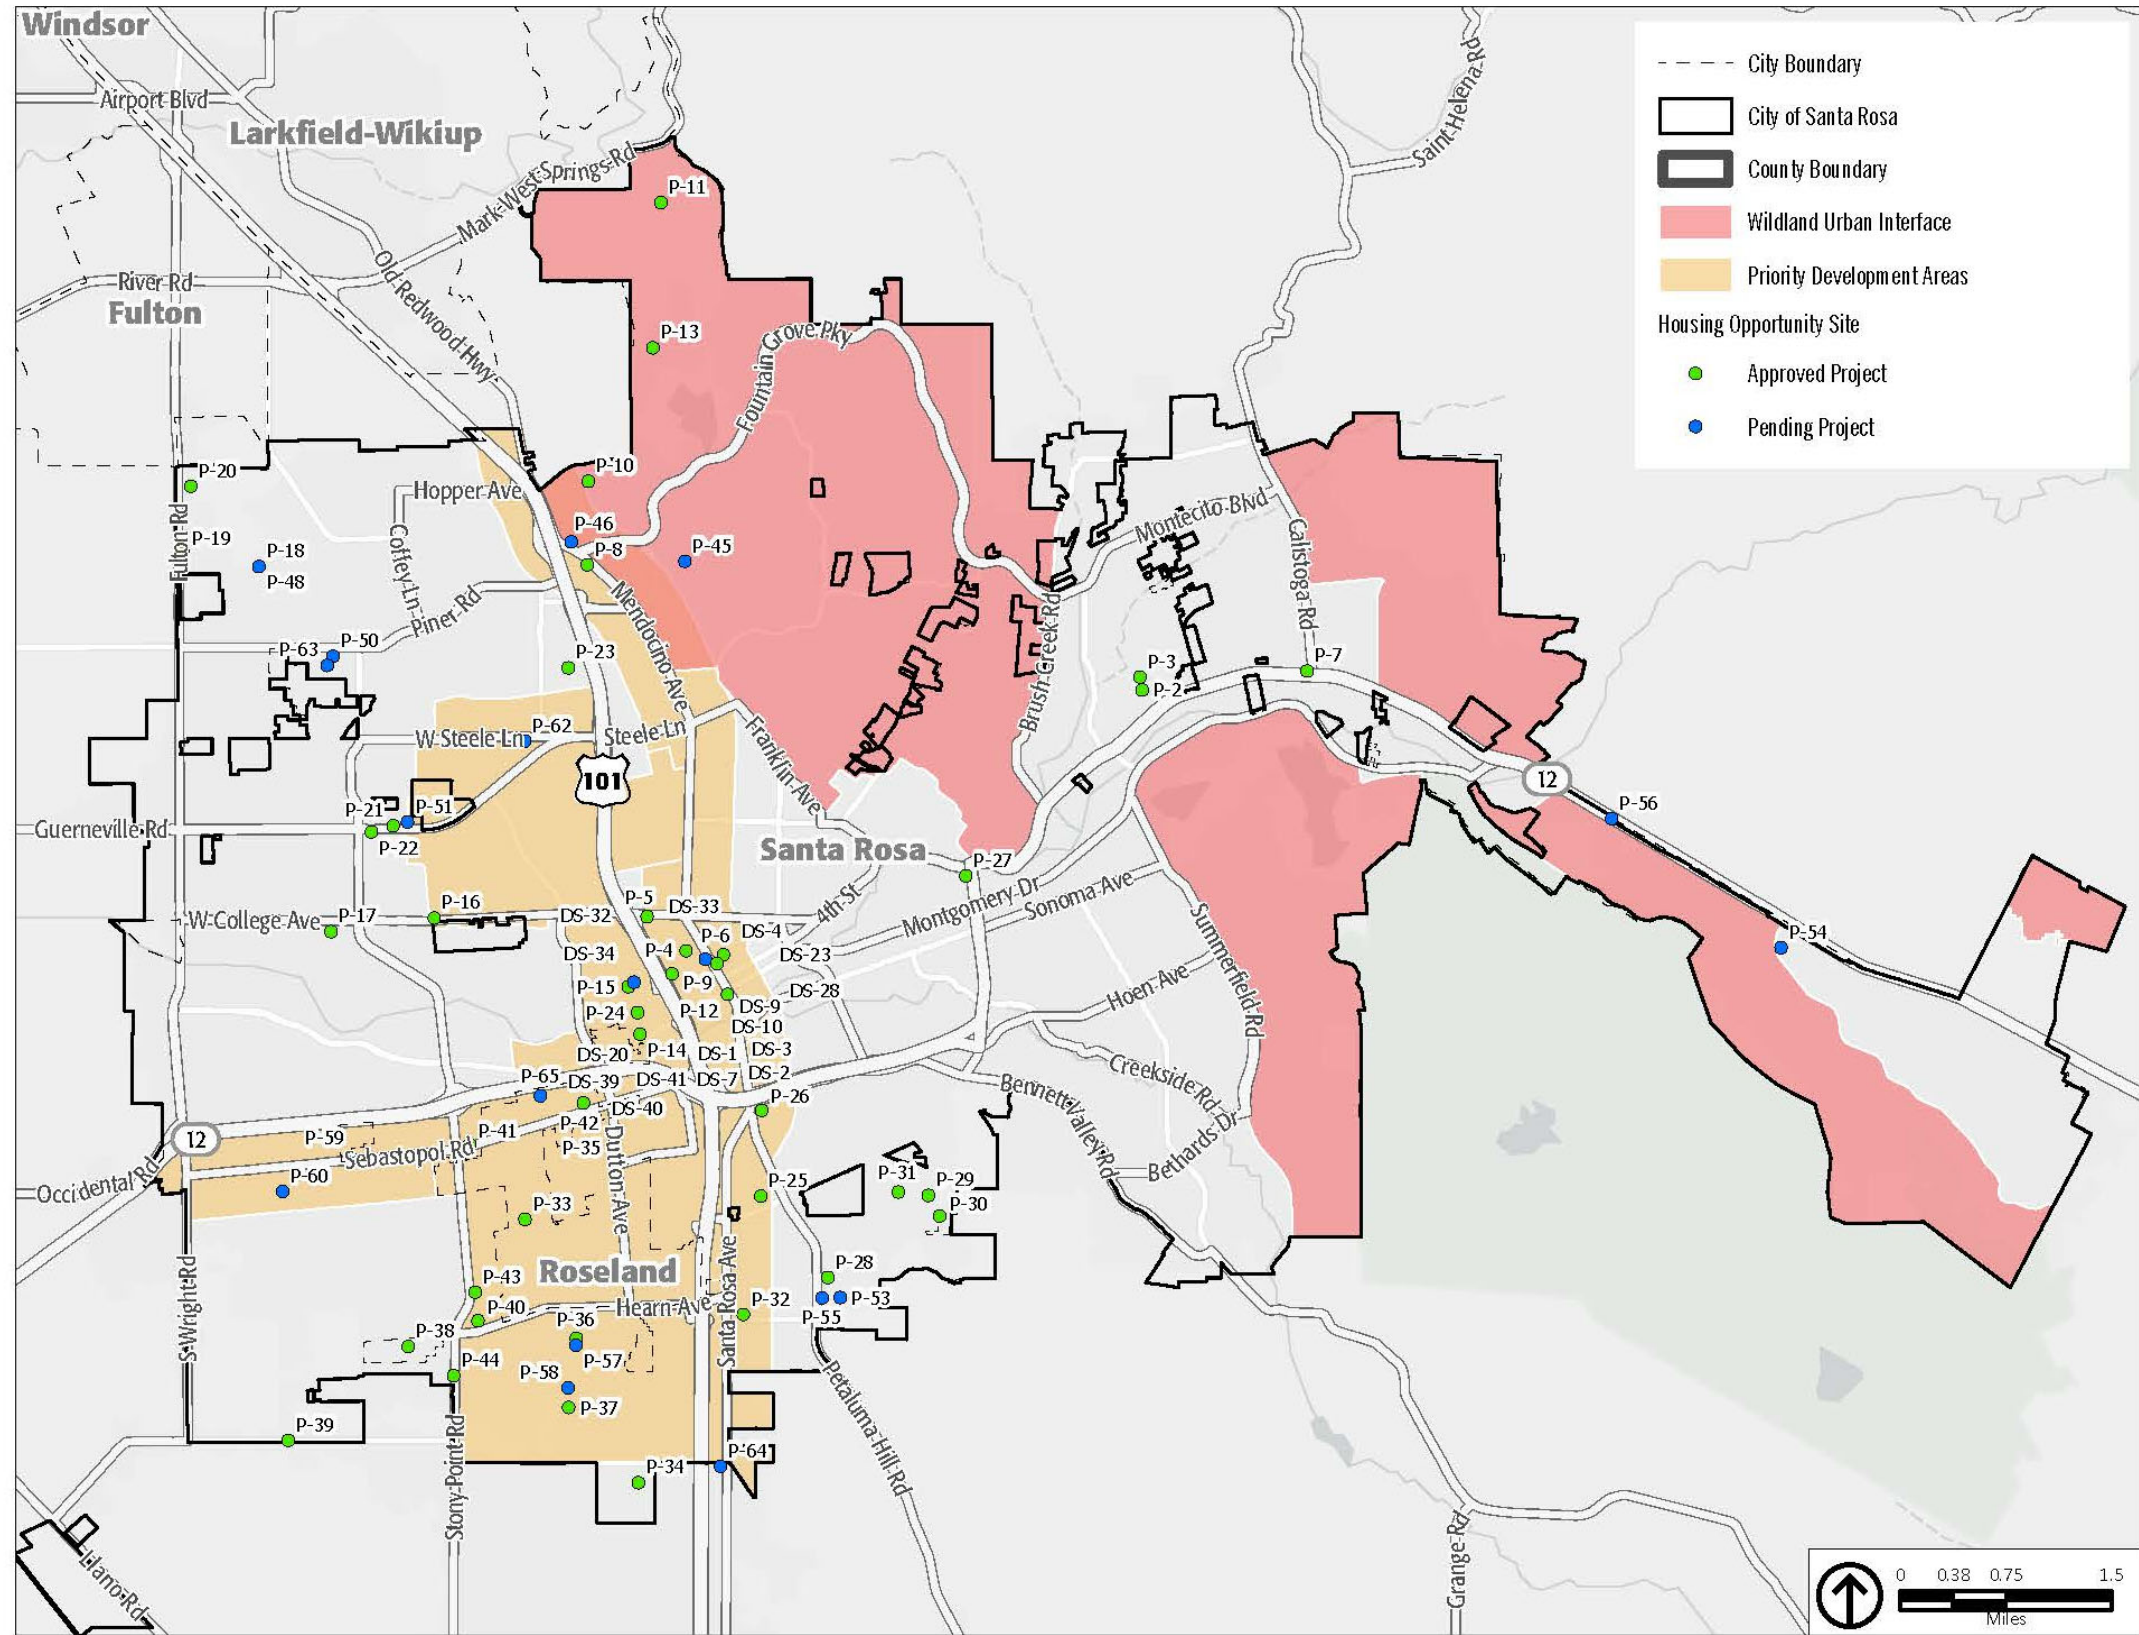 Windsor
Airport Blvd
Larkfield-Wikiup
Mark West Springs Rd
Saint Helena Rd
City Boundary
City of Santa Rosa
County Boundary
Wildland Urban Interface
Priority Development Areas
Housing Opportunity Site
Approved Project
Pending Project
P-11
River Rd
Fulton
Old Redwood Hwy
P-13
Fountain Grove Pky
P-20
Hopper Ave
P-10
Fulton Rd
P-19
P-18
P-48
Coffey Ln
P-46
P-8
P-45
Montecito Blvd
Calistoga Rd
Piner Rd
Mendocino Ave
Brush Creek Rd
P-63
P-50
P-23
P-3
P-2
P-7
W Steele Ln
P-62
Steele Ln
Franklin Ave
101
12
P-21
P-51
P-22
Guerneville Rd
Santa Rosa
P-27
P-56
W College Ave
P-17
P-16
DS-32
P-5
DS-33
4th St
Montgomery Dr
Sonoma Ave
P-54
DS-34
P-4
P-6
DS-4
DS-23
P-15
P-9
DS-28
Hoen Ave
Summerfield Rd
P-24
P-12
DS-9
DS-10
DS-20
P-14
DS-1
DS-3
P-65
DS-39
DS-41
DS-7
DS-2
Creekside Rd
Bennett Valley Rd
DS-40
P-26
12
P-59
P-41
P-42
P-35
Sebastopol Rd
Dutton Ave
Bethards Dr
Occidental Rd
P-60
P-25
P-31
P-29
P-30
P-33
S Wright Rd
Roseland
P-43
P-28
P-40
Hearn Ave
Santa Rosa Ave
P-32
P-53
P-55
P-38
P-36
P-57
P-44
P-58
P-37
P-39
Petaluma Hill Rd
Stony Point Rd
P-64
P-34
Llano Rd
Grange Rd
0 0.38 0.75 1.5
Miles